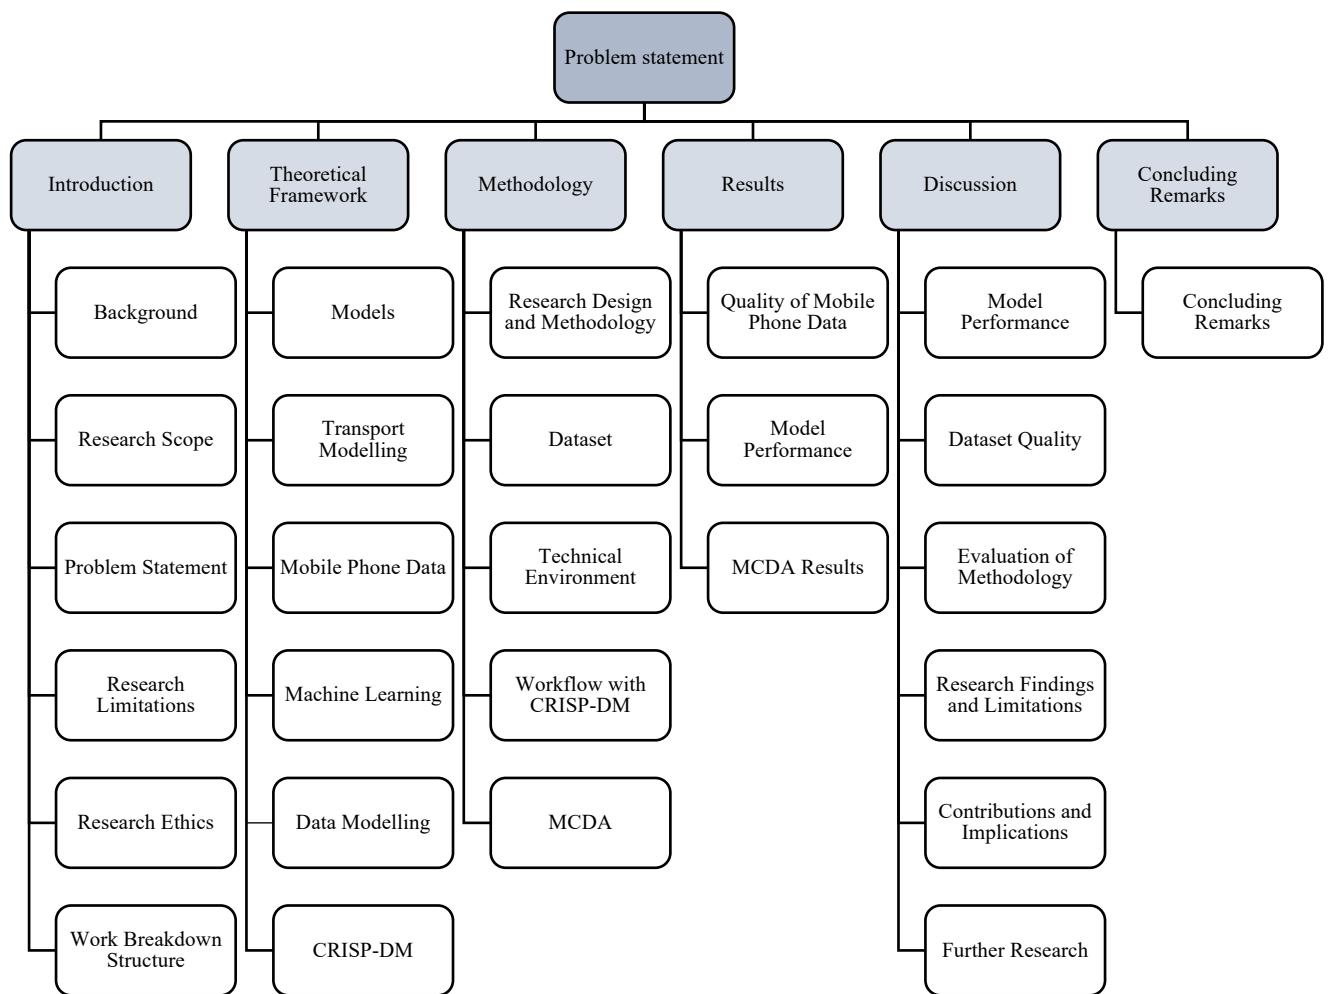 Problem statement
Introduction
Theoretical
Framework
Methodology
Results
Discussion
Concluding
Remarks
Background
Research Scope
Problem Statement
Research
Limitations
Research Ethics
Work Breakdown
Structure
Models
Transport
Modelling
Mobile Phone Data
Machine Learning
Data Modelling
CRISP-DM
Research Design
and Methodology
Dataset
Technical
Environment
Workflow with
CRISP-DM
MCDA
Quality of Mobile
Phone Data
Model
Performance
MCDA Results
Model
Performance
Dataset Quality
Evaluation of
Methodology
Research Findings
and Limitations
Contributions and
Implications
Further Research
Concluding
Remarks